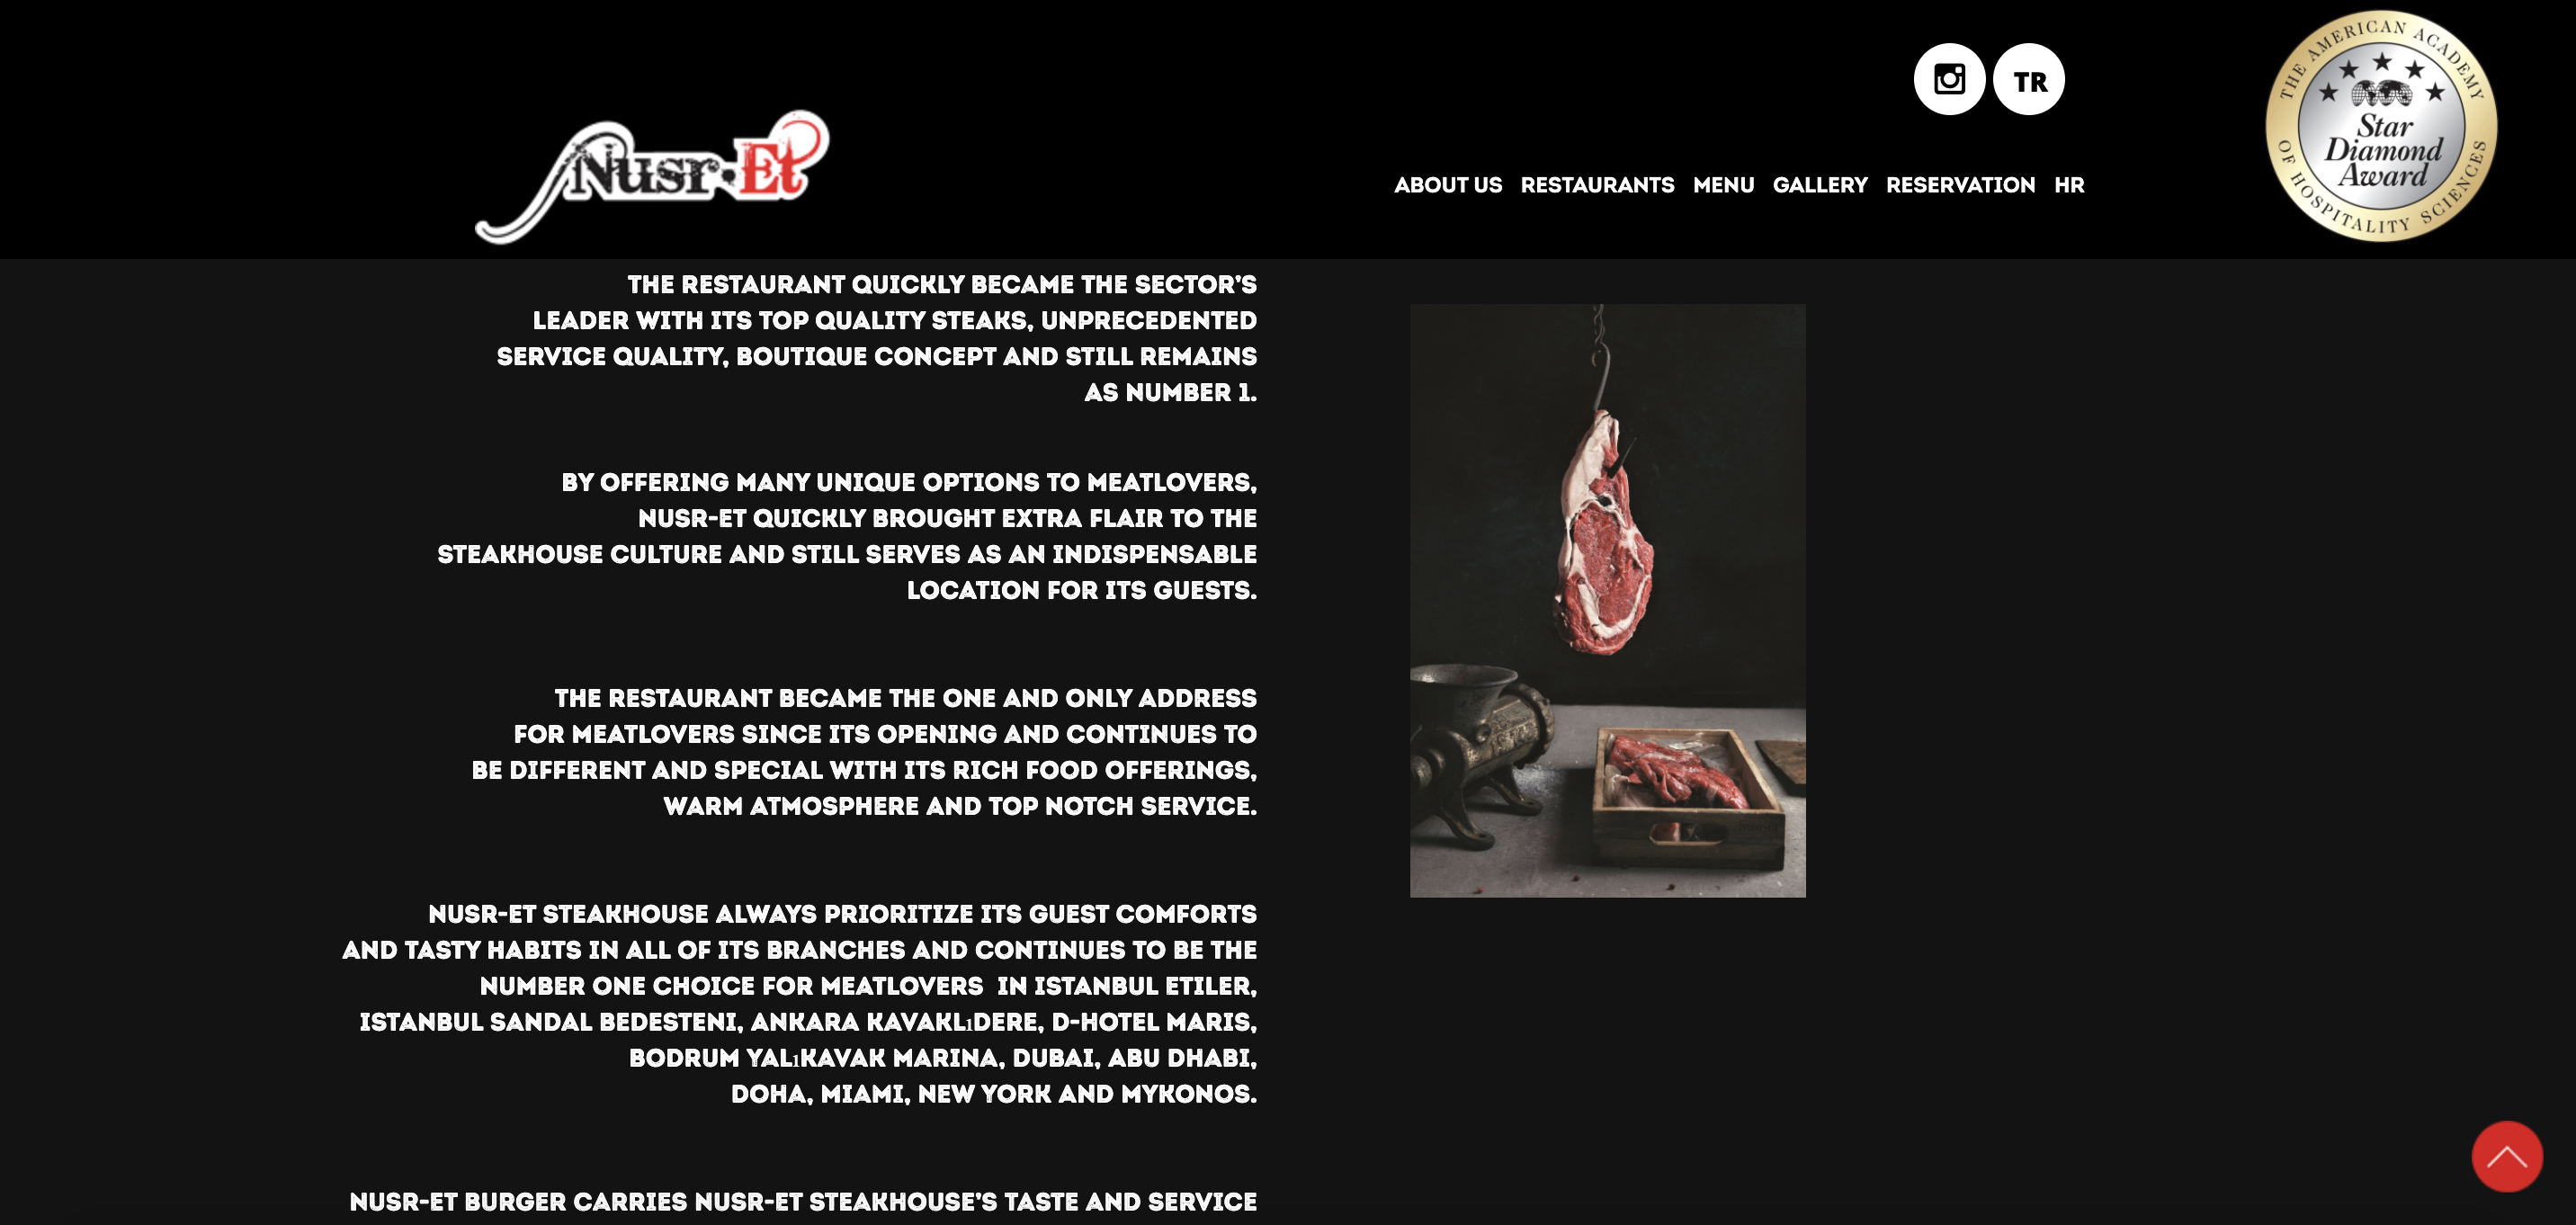 Nusr·Et
TR
ABOUT US RESTAURANTS MENU GALLERY RESERVATION HR
THE AMERICAN ACADEMY
OF HOSPITALITY SCIENCES
Star
Diamond
Award
THE RESTAURANT QUICKLY BECAME THE SECTOR'S
LEADER WITH ITS TOP QUALITY STEAKS, UNPRECEDENTED
SERVICE QUALITY, BOUTIQUE CONCEPT AND STILL REMAINS
AS NUMBER 1.
BY OFFERING MANY UNIQUE OPTIONS TO MEATLOVERS,
NUSR-ET QUICKLY BROUGHT EXTRA FLAIR TO THE
STEAKHOUSE CULTURE AND STILL SERVES AS AN INDISPENSABLE
LOCATION FOR ITS GUESTS.
THE RESTAURANT BECAME THE ONE AND ONLY ADDRESS
FOR MEATLOVERS SINCE ITS OPENING AND CONTINUES TO
BE DIFFERENT AND SPECIAL WITH ITS RICH FOOD OFFERINGS,
WARM ATMOSPHERE AND TOP NOTCH SERVICE.
NUSR-ET STEAKHOUSE ALWAYS PRIORITIZE ITS GUEST COMFORTS
AND TASTY HABITS IN ALL OF ITS BRANCHES AND CONTINUES TO BE THE
NUMBER ONE CHOICE FOR MEATLOVERS  IN ISTANBUL ETILER,
ISTANBUL SANDAL BEDESTENI, ANKARA KAVAKLıDERE, D-HOTEL MARIS,
BODRUM YALıKAVAK MARINA, DUBAI, ABU DHABI,
DOHA, MIAMI, NEW YORK AND MYKONOS.
NUSR-ET BURGER CARRIES NUSR-ET STEAKHOUSE'S TASTE AND SERVICE